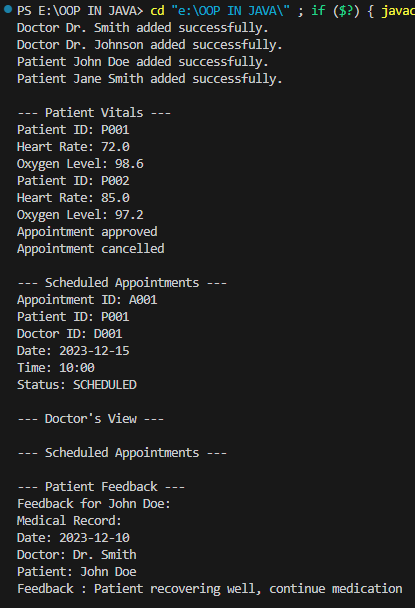 PS E:\OOP IN JAVA> cd "e:\OOP IN JAVA\" ; if ($?) { javac
Doctor Dr. Smith added successfully.
Doctor Dr. Johnson added successfully.
Patient John Doe added successfully.
Patient Jane Smith added successfully.
--- Patient Vitals ---
Patient ID: P001
Heart Rate: 72.0
Oxygen Level: 98.6
Patient ID: P002
Heart Rate: 85.0
Oxygen Level: 97.2
Appointment approved
Appointment cancelled
--- Scheduled Appointments ---
Appointment ID: A001
Patient ID: P001
Doctor ID: D001
Date: 2023-12-15
Time: 10:00
Status: SCHEDULED
--- Doctor's View ---
--- Scheduled Appointments ---
--- Patient Feedback ---
Feedback for John Doe:
Medical Record:
Date: 2023-12-10
Doctor: Dr. Smith
Patient: John Doe
Feedback : Patient recovering well, continue medication